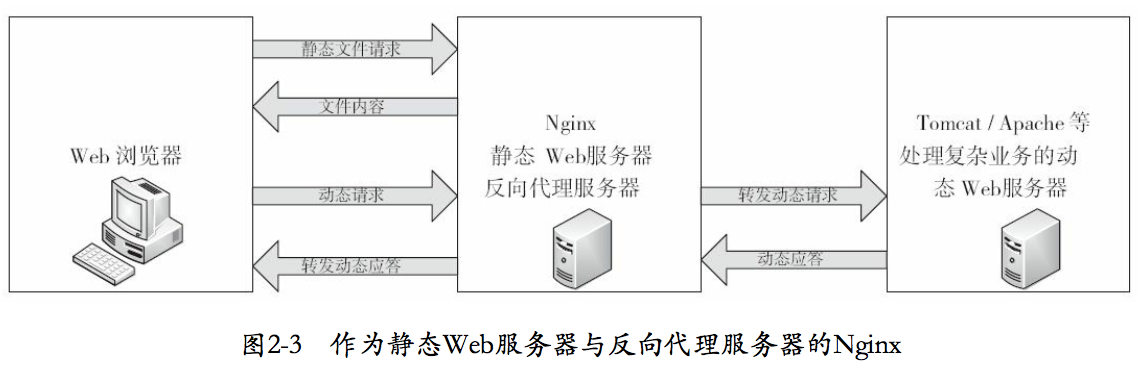 静态文件请求
文件内容
Web 浏览器
动态请求
转发动态应答
Nginx
静态 Web服务器
反向代理服务器
转发动态请求
动态应答
Tomcat / Apache 等
处理复杂业务的动
态 Web服务器
图2-3 作为静态Web服务器与反向代理服务器的Nginx